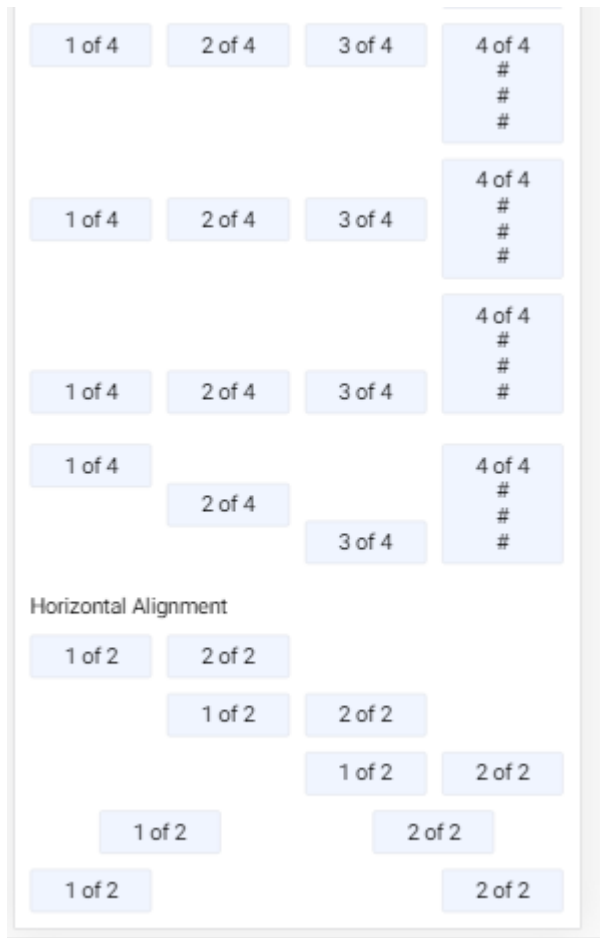 1 of 4 2 of 4 3 of 4 4 of 4
#
#
#
4 of 4
#
1 of 4 2 of 4 3 of 4 #
#
4 of 4
#
#
1 of 4 2 of 4 3 of 4 #
1 of 4 4 of 4
#
2 of 4
#
3 of 4 #
Horizontal Alignment
1 of 2 2 of 2
1 of 2 2 of 2
1 of 2 2 of 2
1 of 2 2 of 2
1 of 2 2 of 2